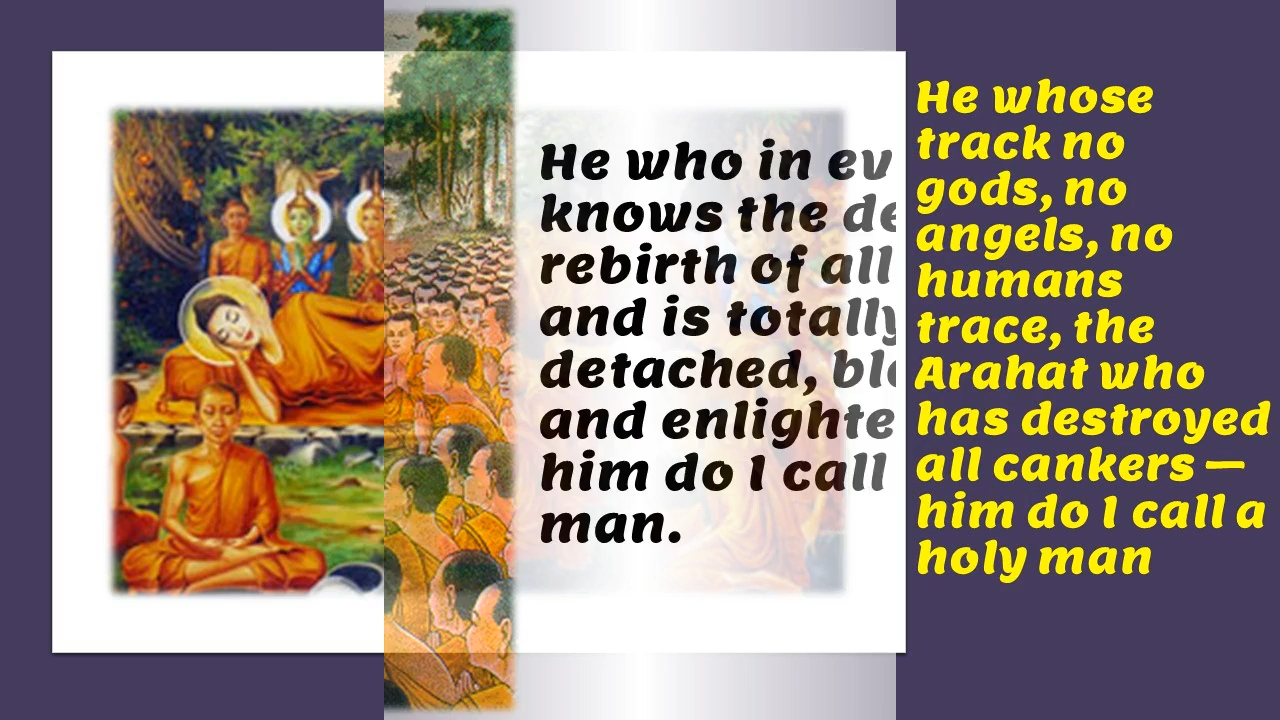 He who in ev
knows the de
rebirth of all
and is totally
detached, ble
and enlighte
him do I call
man.
He whose
track no
gods, no
angels, no
humans
trace, the
Arahat who
has destroyed
all cankers —
him do I call a
holy man